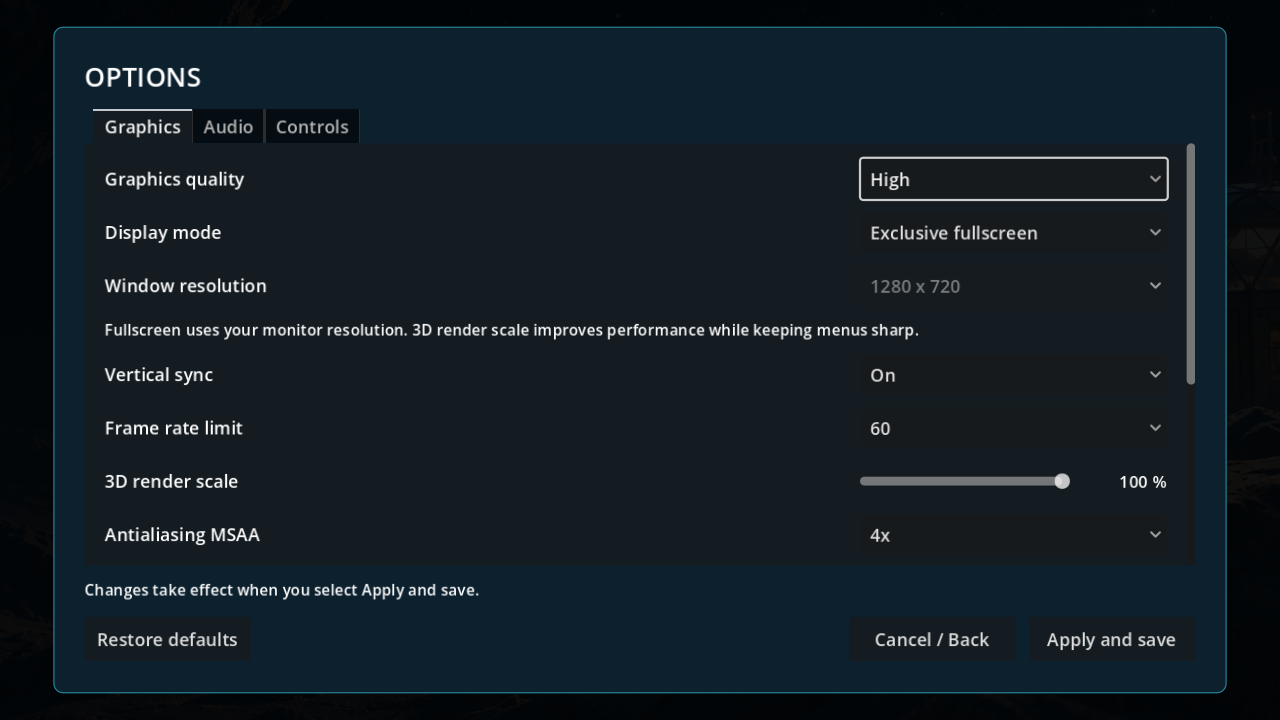 OPTIONS
Graphics Audio Controls
Graphics quality High
Display mode Exclusive fullscreen
Window resolution 1280 x 720
Fullscreen uses your monitor resolution. 3D render scale improves performance while keeping menus sharp.
Vertical sync On
Frame rate limit 60
3D render scale 100 %
Antialiasing MSAA 4x
Changes take effect when you select Apply and save.
Restore defaults Cancel / Back Apply and save